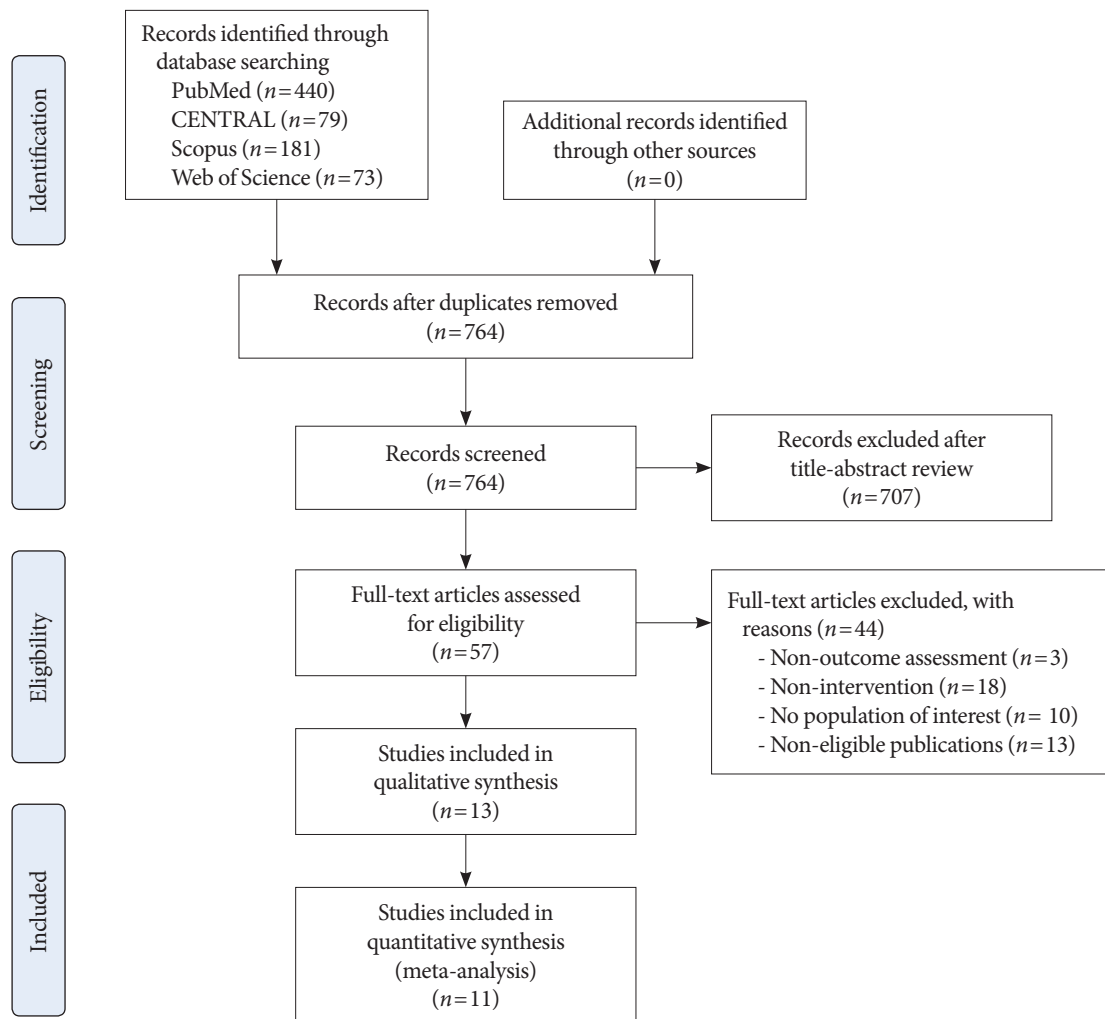 Identification
Records identified through
database searching
PubMed (n=440)
CENTRAL (n=79)
Scopus (n=181)
Web of Science (n=73)
Additional records identified
through other sources
(n=0)
Screening
Records after duplicates removed
(n=764)
Records screened
(n=764)
Records excluded after
title-abstract review
(n=707)
Eligibility
Full-text articles assessed
for eligibility
(n=57)
Full-text articles excluded, with
reasons (n=44)
- Non-outcome assessment (n=3)
- Non-intervention (n=18)
- No population of interest (n= 10)
- Non-eligible publications (n=13)
Studies included in
qualitative synthesis
(n=13)
Included
Studies included in
quantitative synthesis
(meta-analysis)
(n=11)